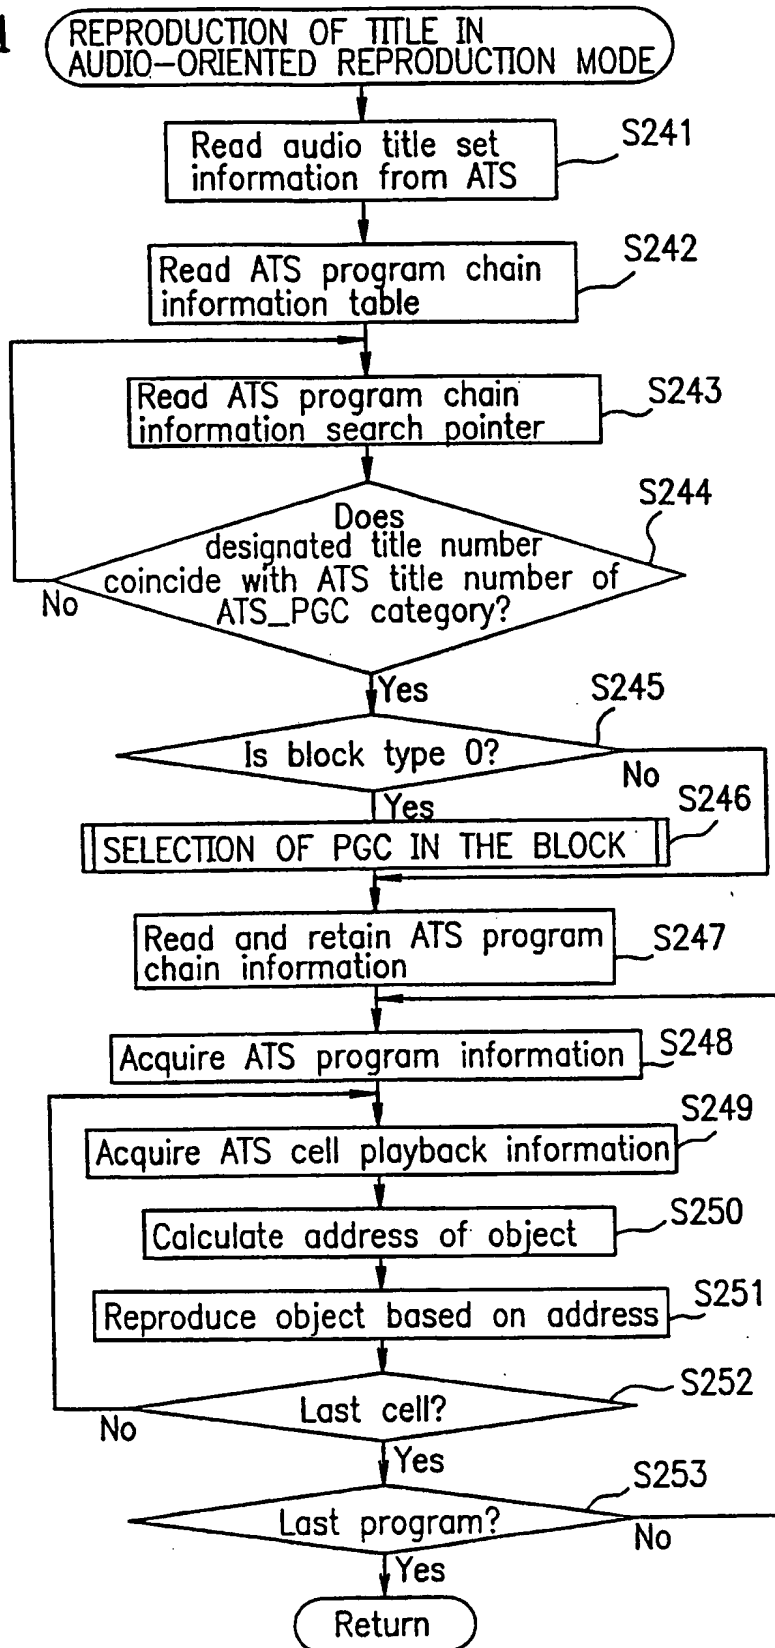 REPRODUCTION OF TITLE IN
AUDIO-ORIENTED REPRODUCTION MODE
Read audio title set
information from ATS
S241
Read ATS program chain
information table
S242
Read ATS program chain
information search pointer
S243
Does
designated title number
coincide with ATS title number of
ATS_PGC category?
S244
No
Yes
Is block type 0?
S245
No
Yes
SELECTION OF PGC IN THE BLOCK
S246
Read and retain ATS program
chain information
S247
Acquire ATS program information
S248
Acquire ATS cell playback information
S249
Calculate address of object
S250
Reproduce object based on address
S251
Last cell?
S252
No
Yes
Last program?
S253
No
Yes
Return